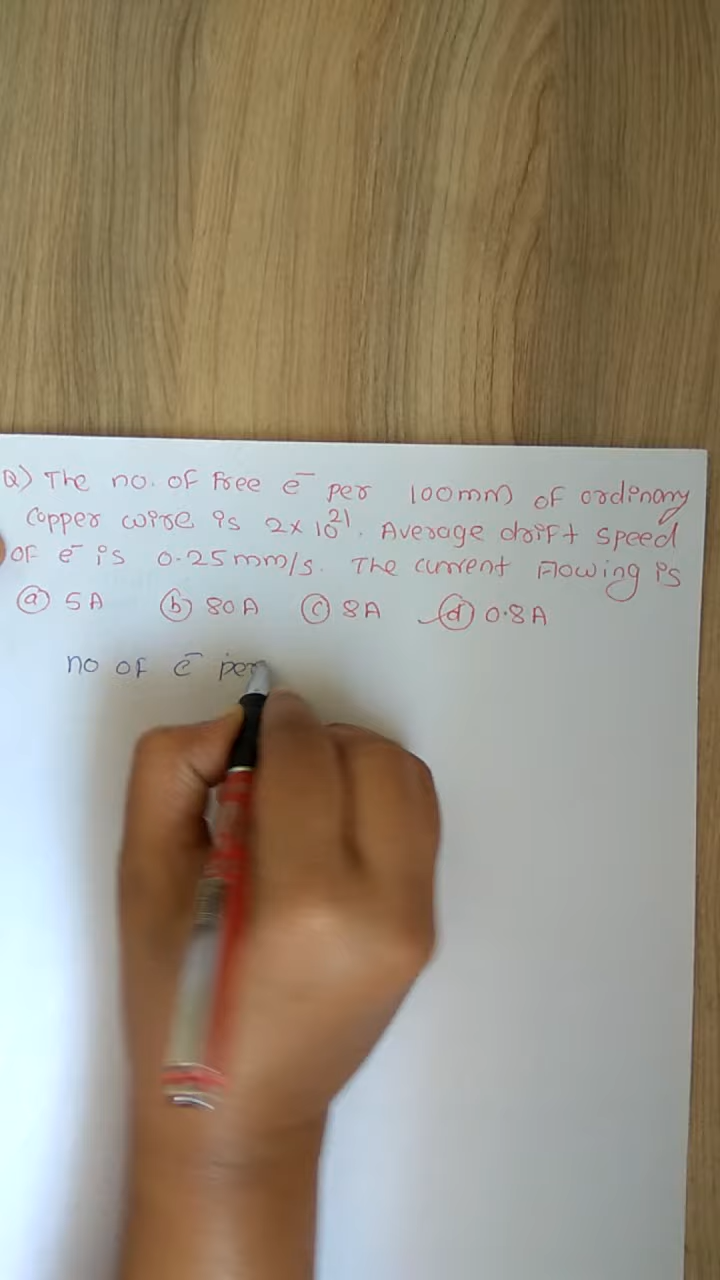 Q) The no. of free e⁻ per 100mm of ordinary
copper wire is 2×10²¹. Average drift speed
of e⁻ is 0.25mm/s. The current flowing is
(a) 5A (b) 80A (c) 8A (d) 0.8A
no of e⁻ per